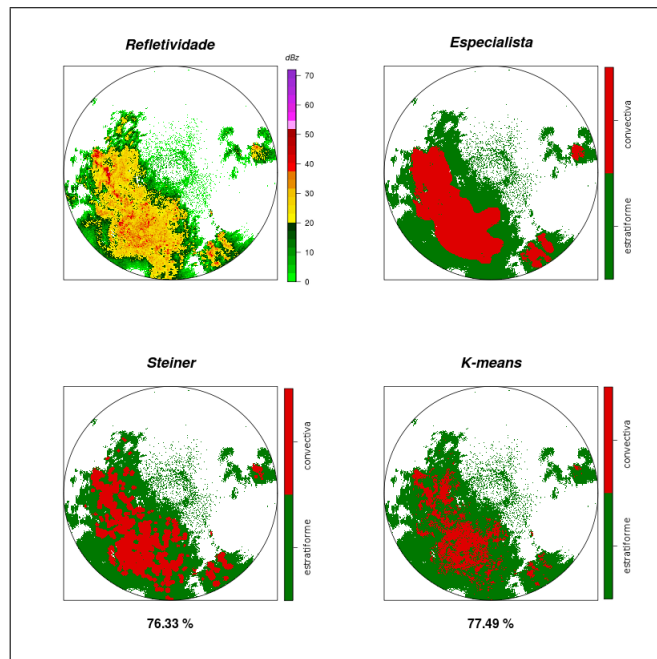 Refletividade
Especialista
dBz
70
60
50
40
30
20
10
0
convectiva
estratiforme
Steiner
K-means
convectiva
estratiforme
convectiva
estratiforme
76.33 %
77.49 %